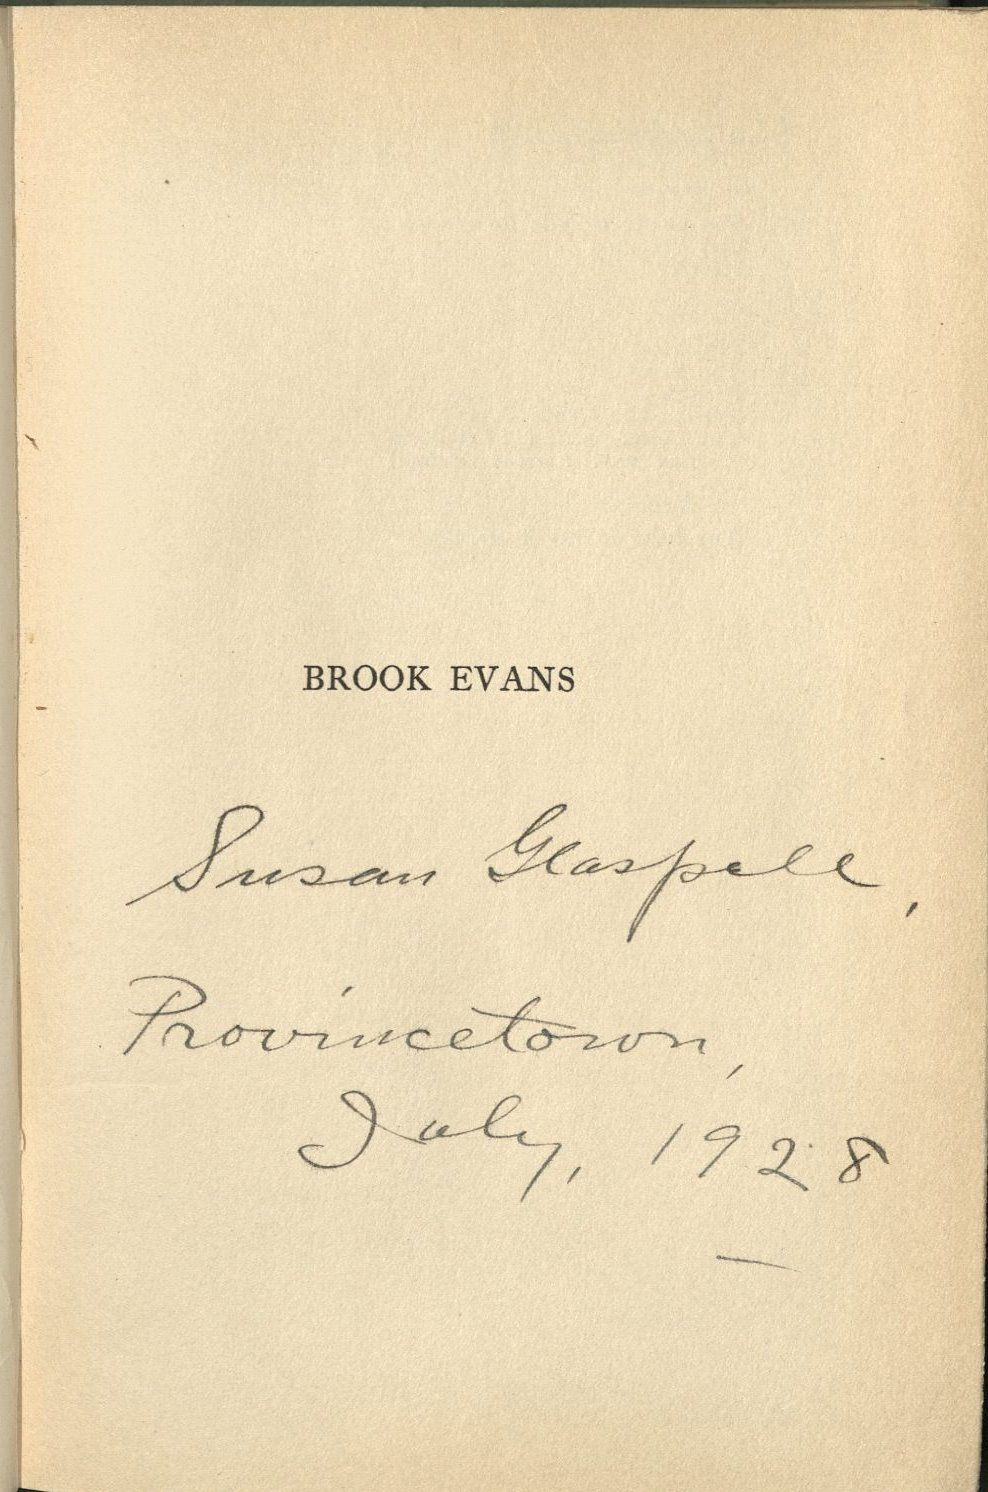 BROOK EVANS
Susan Glaspell,
Provincetown,
July, 1928